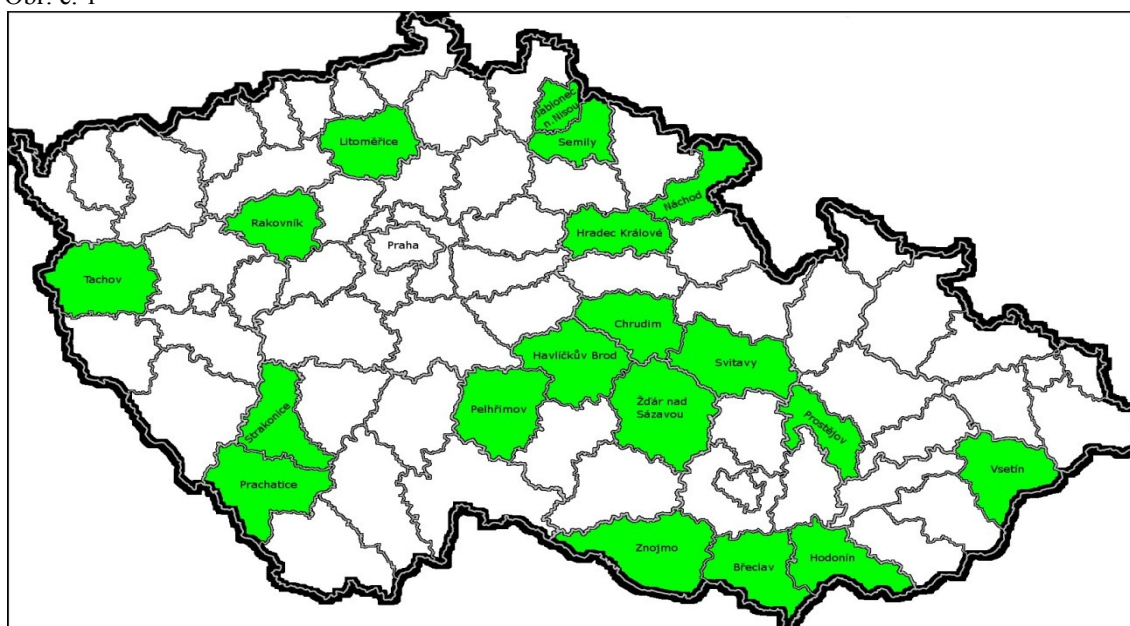 Obr. č. 1
Jablonec
n.Nisou
Litoměřice
Semily
Náchod
Rakovník
Hradec Králové
Praha
Tachov
Chrudim
Havlíčkův Brod
Svitavy
Strakonice
Pelhřimov
Žďár nad
Sázavou
Prostějov
Vsetín
Prachatice
Znojmo
Břeclav
Hodonín